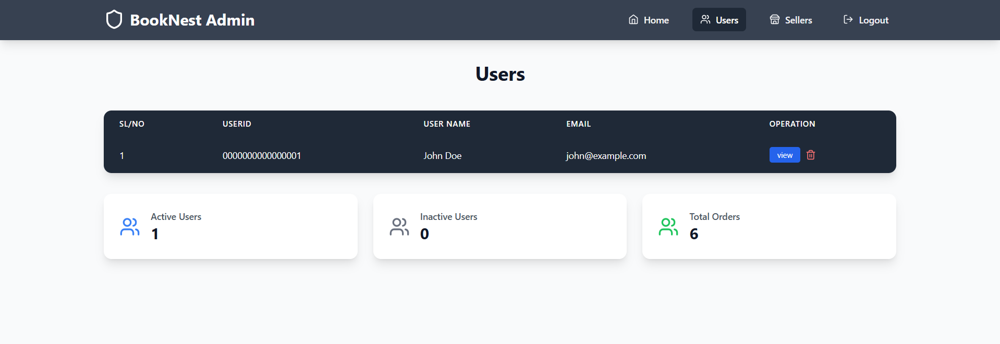 BookNest Admin
Home Users Sellers Logout
Users
SL/NO USERID USER NAME EMAIL OPERATION
1 0000000000000001 John Doe john@example.com view
Active Users
1
Inactive Users
0
Total Orders
6